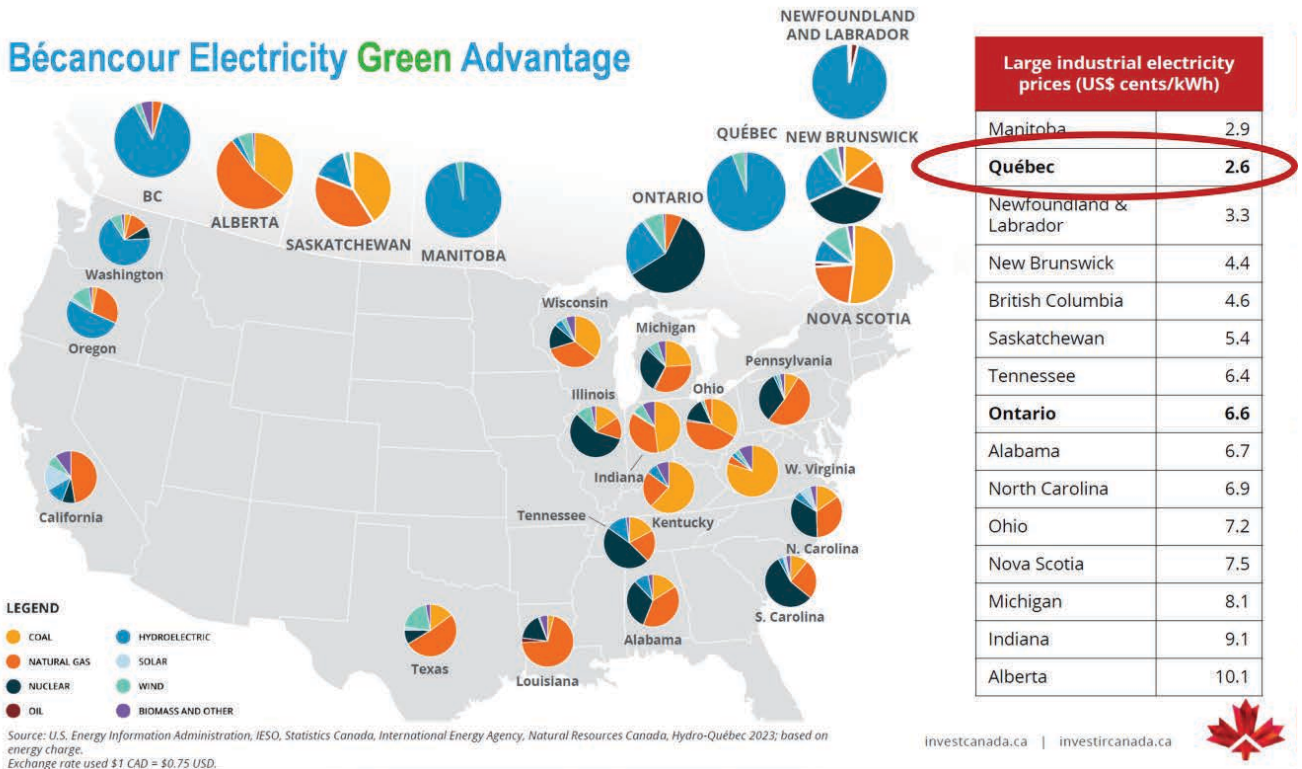 Bécancour Electricity Green Advantage
NEWFOUNDLAND
AND LABRADOR
QUÉBEC
NEW BRUNSWICK
BC
ALBERTA
SASKATCHEWAN
MANITOBA
ONTARIO
NOVA SCOTIA
Washington
Oregon
California
Wisconsin
Michigan
Pennsylvania
Illinois
Ohio
Indiana
W. Virginia
Kentucky
Tennessee
N. Carolina
S. Carolina
Alabama
Texas
Louisiana
LEGEND
COAL
HYDROELECTRIC
NATURAL GAS
SOLAR
NUCLEAR
WIND
OIL
BIOMASS AND OTHER
Source: U.S. Energy Information Administration, IESO, Statistics Canada, International Energy Agency, Natural Resources Canada, Hydro-Québec 2023; based on
energy charge.
Exchange rate used $1 CAD = $0.75 USD.
Large industrial electricity
prices (US$ cents/kWh)
Manitoba 2.9
Québec 2.6
Newfoundland &
Labrador 3.3
New Brunswick 4.4
British Columbia 4.6
Saskatchewan 5.4
Tennessee 6.4
Ontario 6.6
Alabama 6.7
North Carolina 6.9
Ohio 7.2
Nova Scotia 7.5
Michigan 8.1
Indiana 9.1
Alberta 10.1
investcanada.ca | investircanada.ca